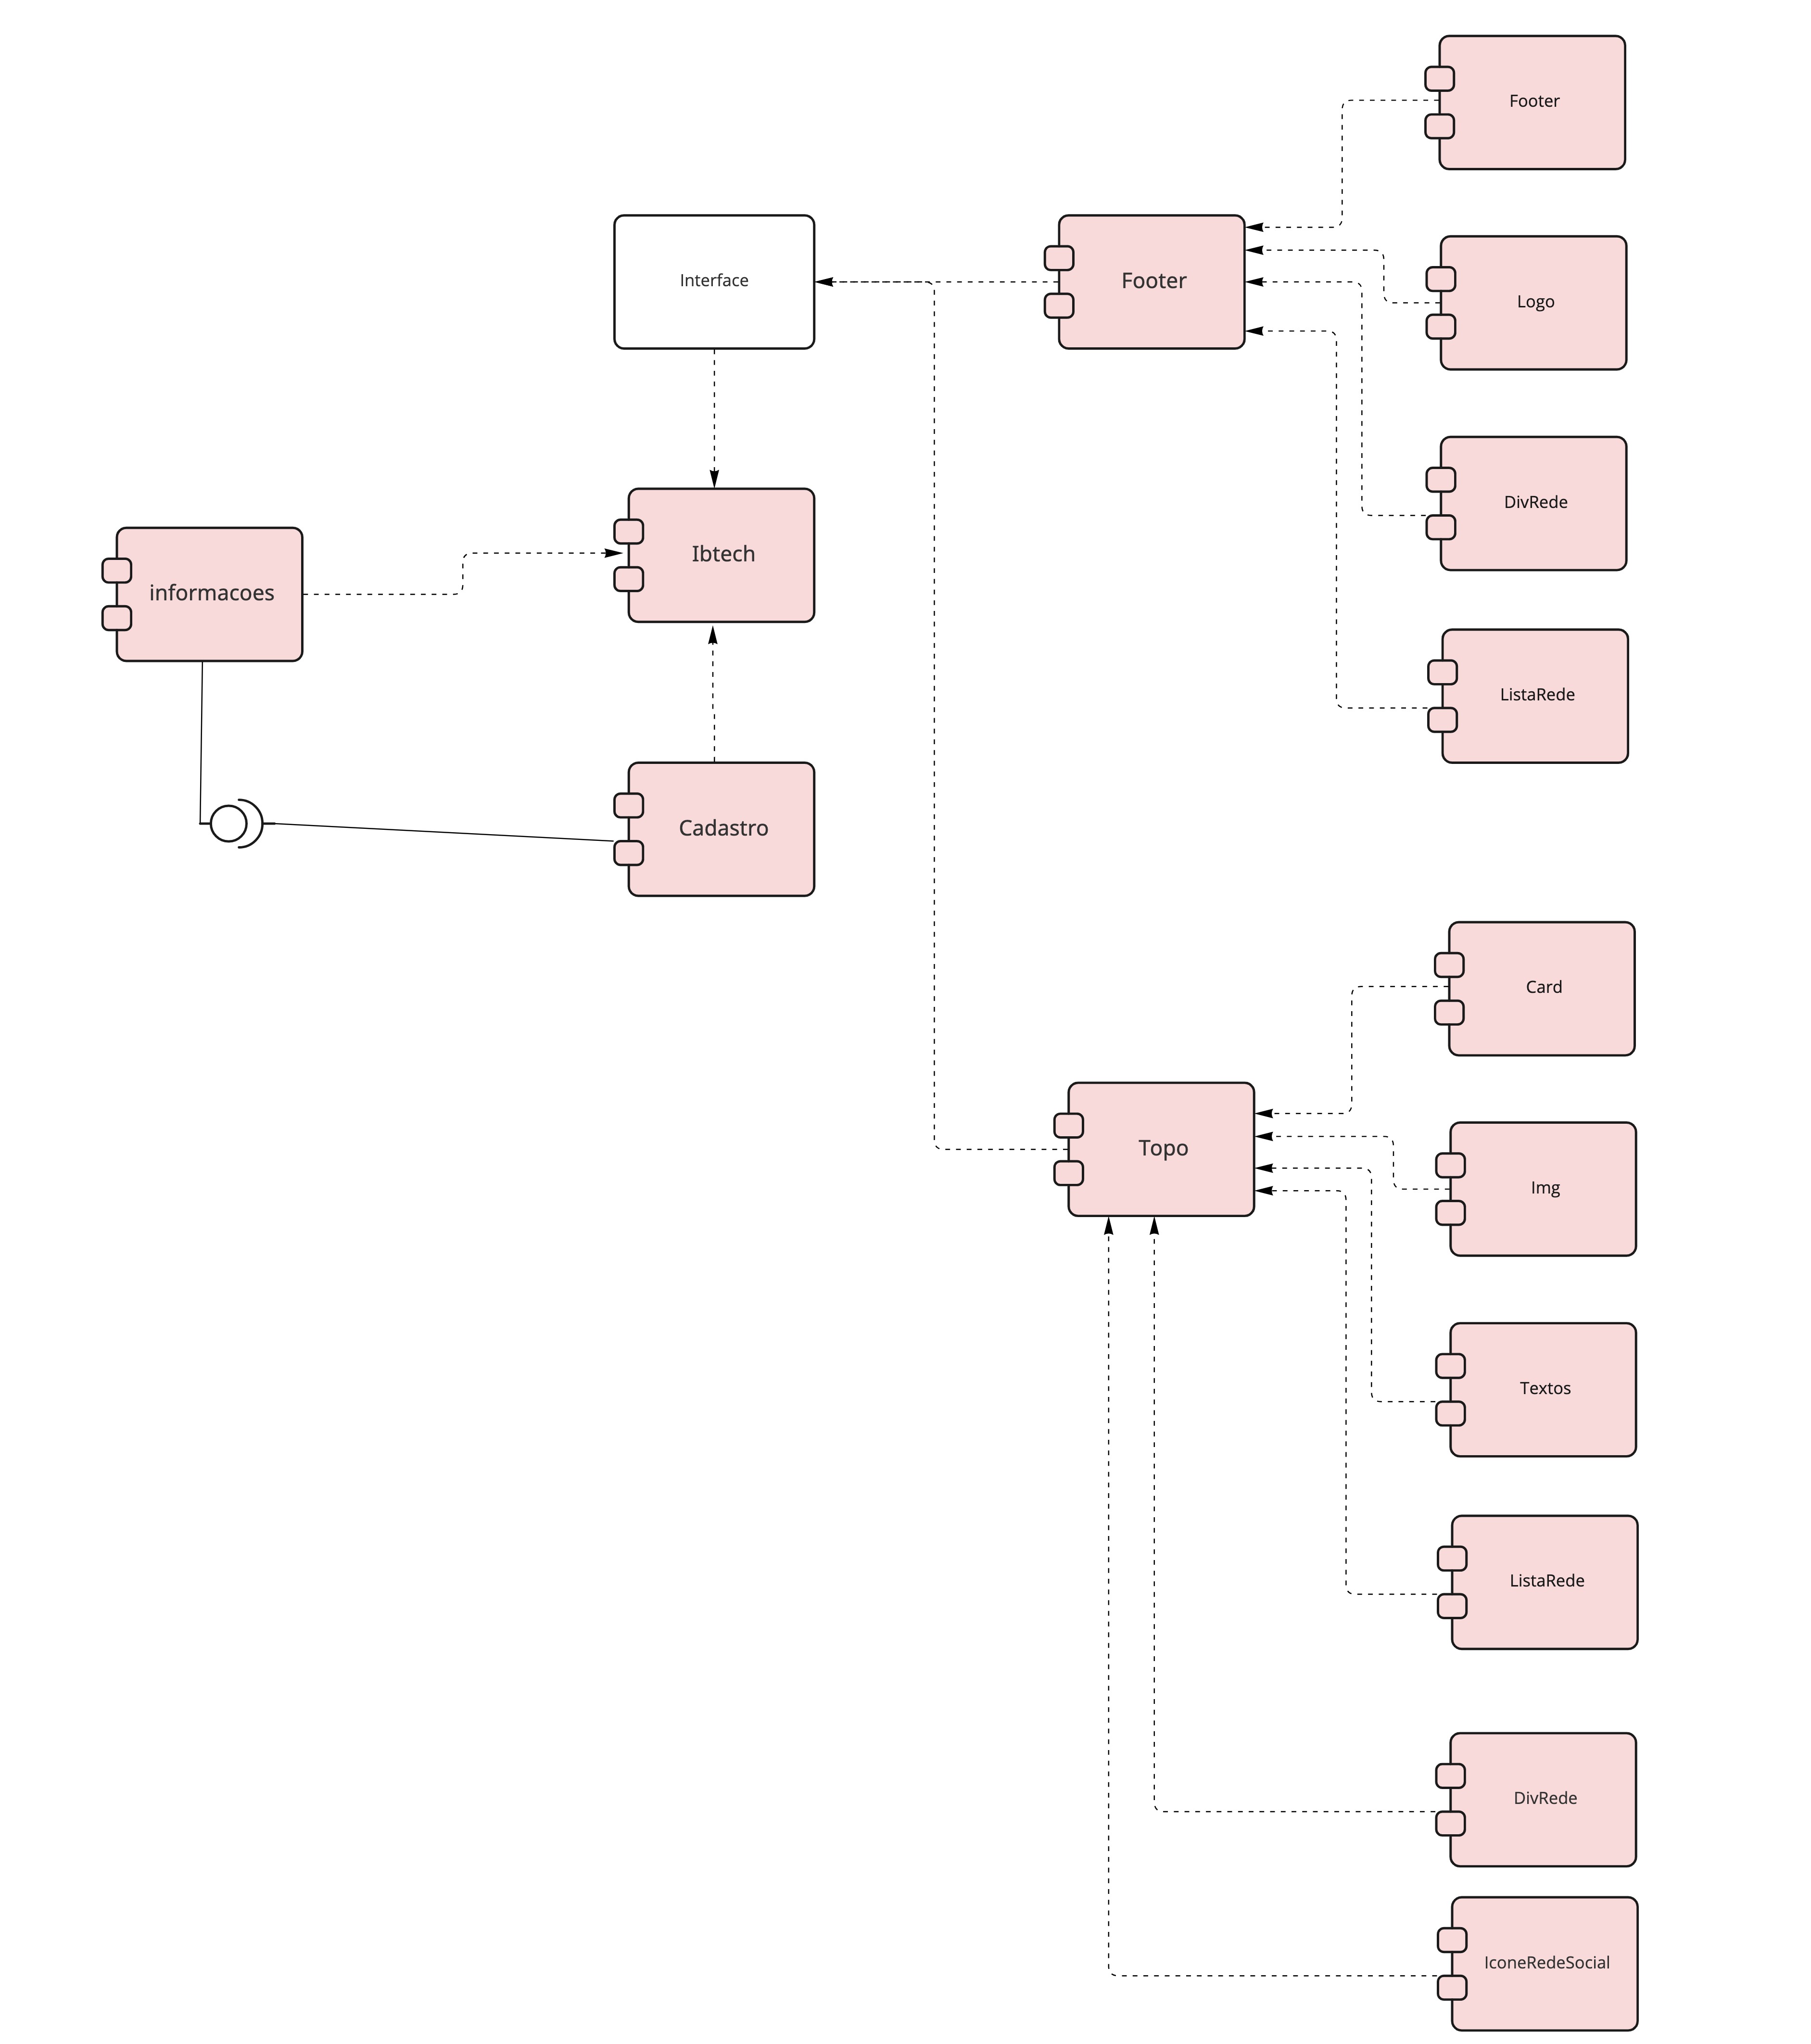 Footer
Interface
Footer
Logo
DivRede
Ibtech
informacoes
ListaRede
Cadastro
Card
Topo
Img
Textos
ListaRede
DivRede
IconeRedeSocial